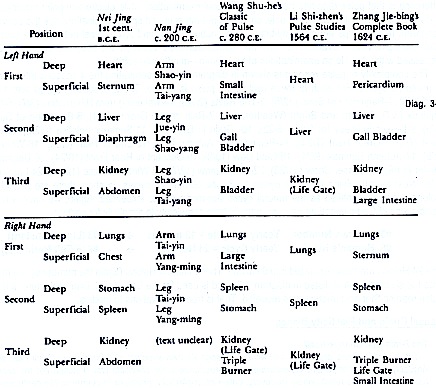 Position Nei Jing 1st cent. B.C.E. Nan Jing c. 200 C.E. Wang Shu-he's Classic of Pulse c. 280 C.E. Li Shi-zhen's Pulse Studies 1564 C.E. Zhang Jie-bing's Complete Book 1624 C.E.
Left Hand
First Deep Heart Arm Shao-yin Heart Heart Heart
Superficial Sternum Arm Tai-yang Small Intestine Pericardium
Diag. 3-
Second Deep Liver Leg Jue-yin Liver Liver Liver
Superficial Diaphragm Leg Shao-yang Gall Bladder Gall Bladder
Third Deep Kidney Leg Shao-yin Kidney Kidney (Life Gate) Kidney
Superficial Abdomen Leg Tai-yang Bladder Bladder Large Intestine
Right Hand
First Deep Lungs Arm Tai-yin Lungs Lungs Lungs
Superficial Chest Arm Yang-ming Large Intestine Sternum
Second Deep Stomach Leg Tai-yin Spleen Spleen Spleen
Superficial Spleen Leg Yang-ming Stomach Stomach
Third Deep Kidney (text unclear) Kidney (Life Gate) Kidney (Life Gate) Kidney
Superficial Abdomen Triple Burner Triple Burner Life Gate Small Intestine